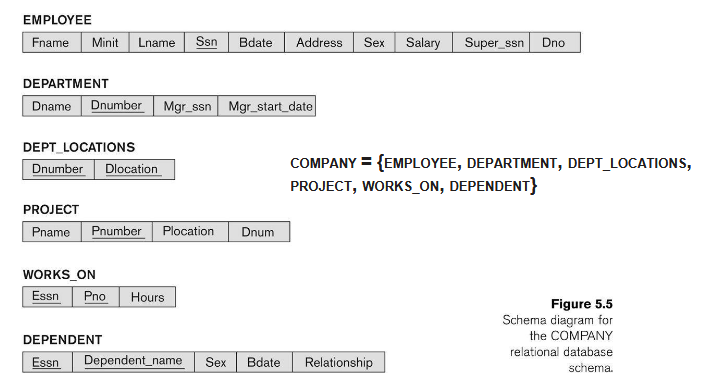 EMPLOYEE
Fname Minit Lname Ssn Bdate Address Sex Salary Super_ssn Dno
DEPARTMENT
Dname Dnumber Mgr_ssn Mgr_start_date
DEPT_LOCATIONS
Dnumber Dlocation
COMPANY = {EMPLOYEE, DEPARTMENT, DEPT_LOCATIONS,
PROJECT, WORKS_ON, DEPENDENT}
PROJECT
Pname Pnumber Plocation Dnum
WORKS_ON
Essn Pno Hours
DEPENDENT
Essn Dependent_name Sex Bdate Relationship
Figure 5.5
Schema diagram for
the COMPANY
relational database
schema.